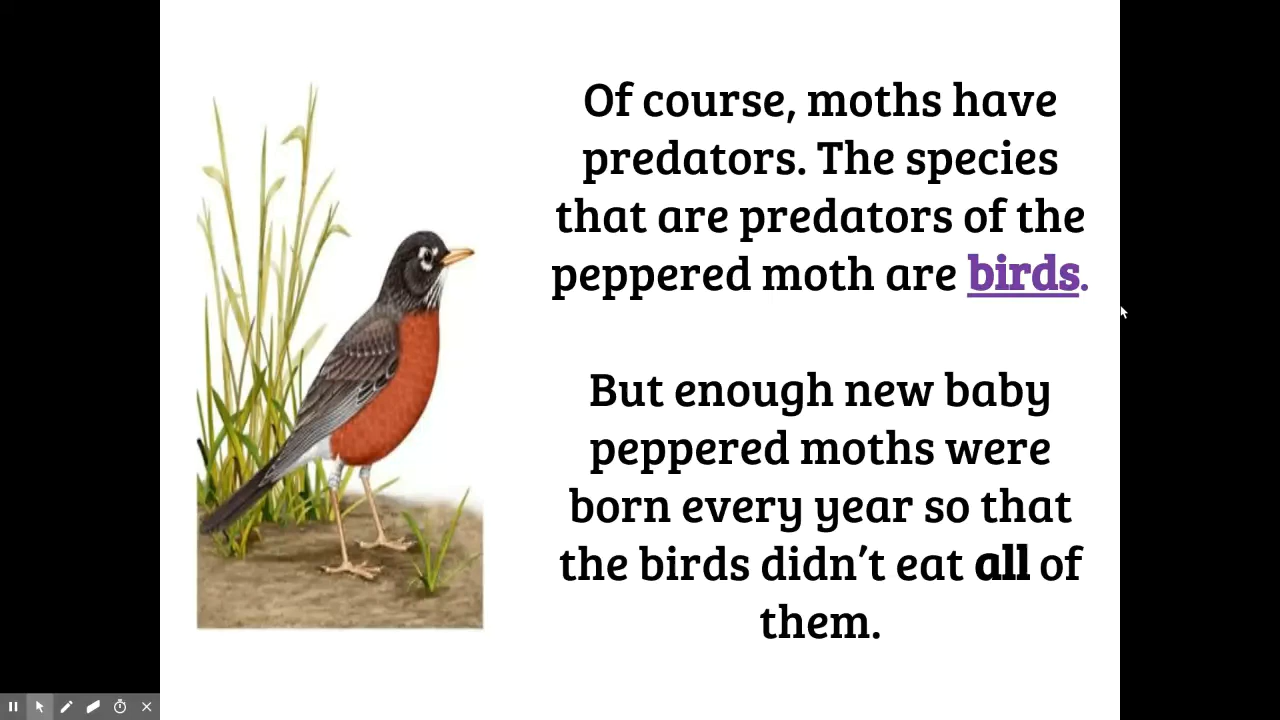 Of course, moths have
predators. The species
that are predators of the
peppered moth are birds.
But enough new baby
peppered moths were
born every year so that
the birds didn’t eat all of
them.